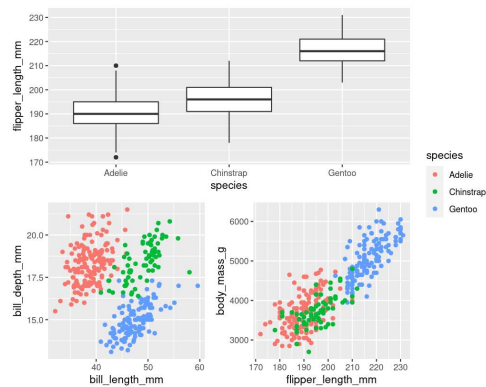 flipper_length_mm
230
220
210
200
190
180
170
Adelie Chinstrap Gentoo
species
species
Adelie
Chinstrap
Gentoo
bill_depth_mm
20.0
17.5
15.0
40 50 60
bill_length_mm
body_mass_g
6000
5000
4000
3000
170 180 190 200 210 220 230
flipper_length_mm